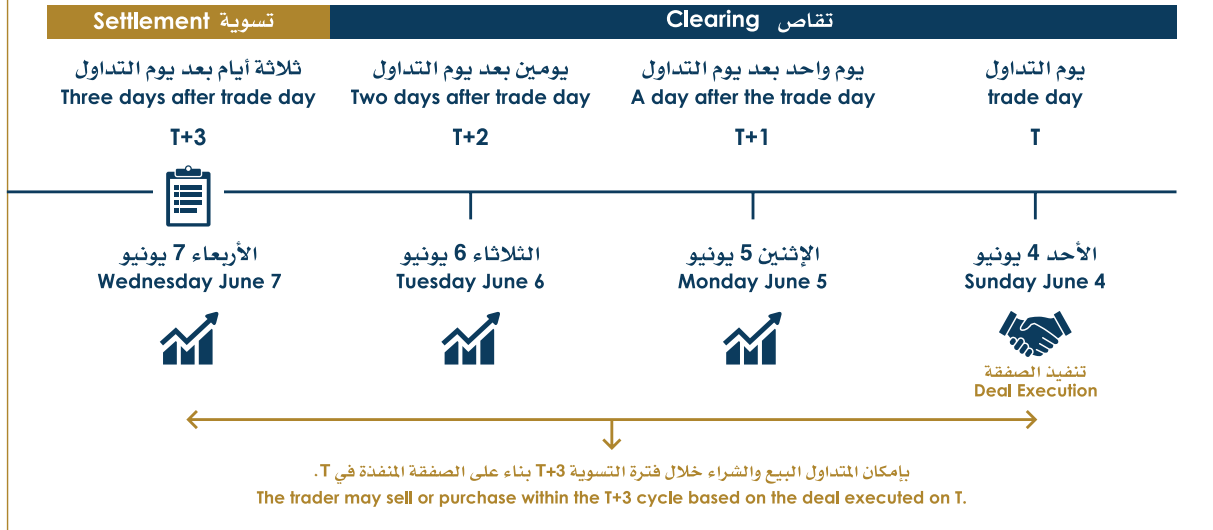 تقاص Clearing
تسوية Settlement
يوم التداول
trade day
T
يوم واحد بعد يوم التداول
A day after the trade day
T+1
يومين بعد يوم التداول
Two days after trade day
T+2
ثلاثة أيام بعد يوم التداول
Three days after trade day
T+3
الأحد 4 يونيو
Sunday June 4
تنفيذ الصفقة
Deal Execution
الإثنين 5 يونيو
Monday June 5
الثلاثاء 6 يونيو
Tuesday June 6
الأربعاء 7 يونيو
Wednesday June 7
بإمكان المتداول البيع والشراء خلال فترة التسوية T+3 بناء على الصفقة المنفذة في T.
The trader may sell or purchase within the T+3 cycle based on the deal executed on T.